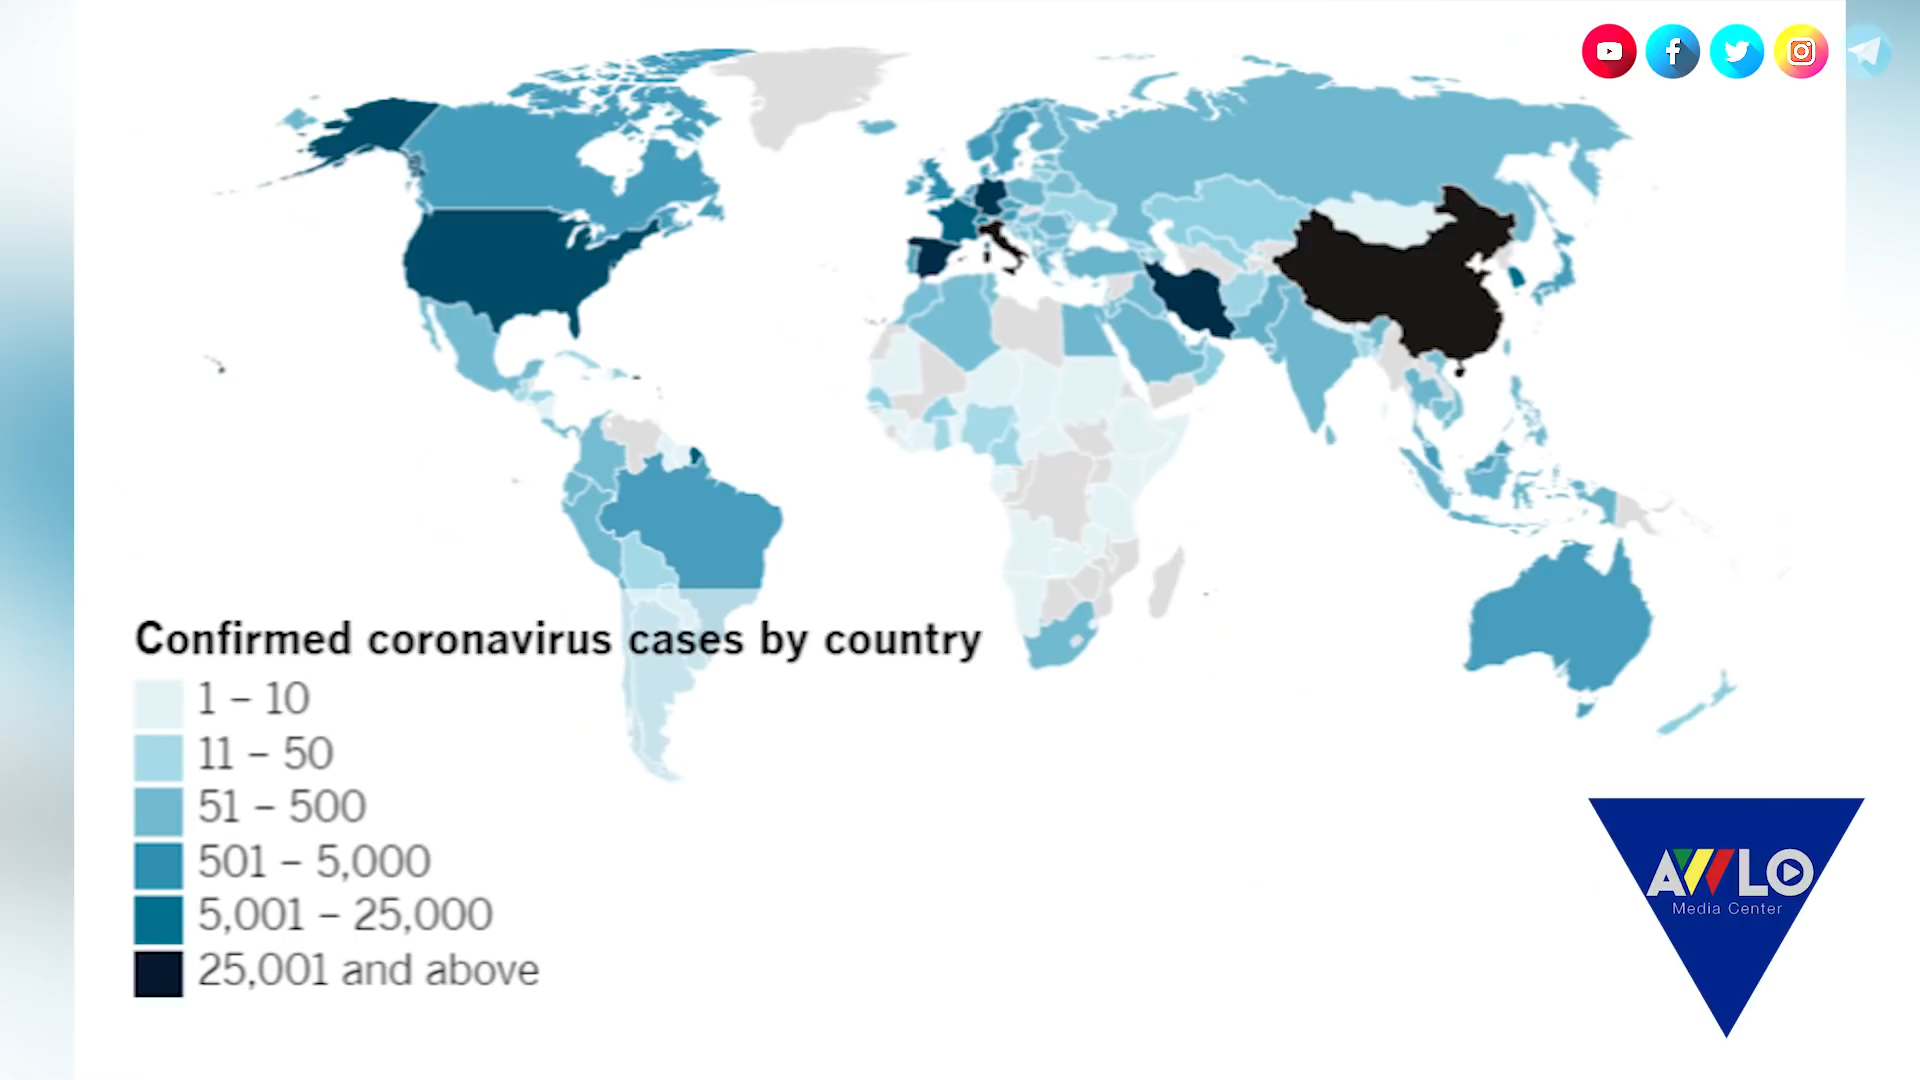 Confirmed coronavirus cases by country
1 – 10
11 – 50
51 – 500
501 – 5,000
5,001 – 25,000
25,001 and above
AWLO
Media Center